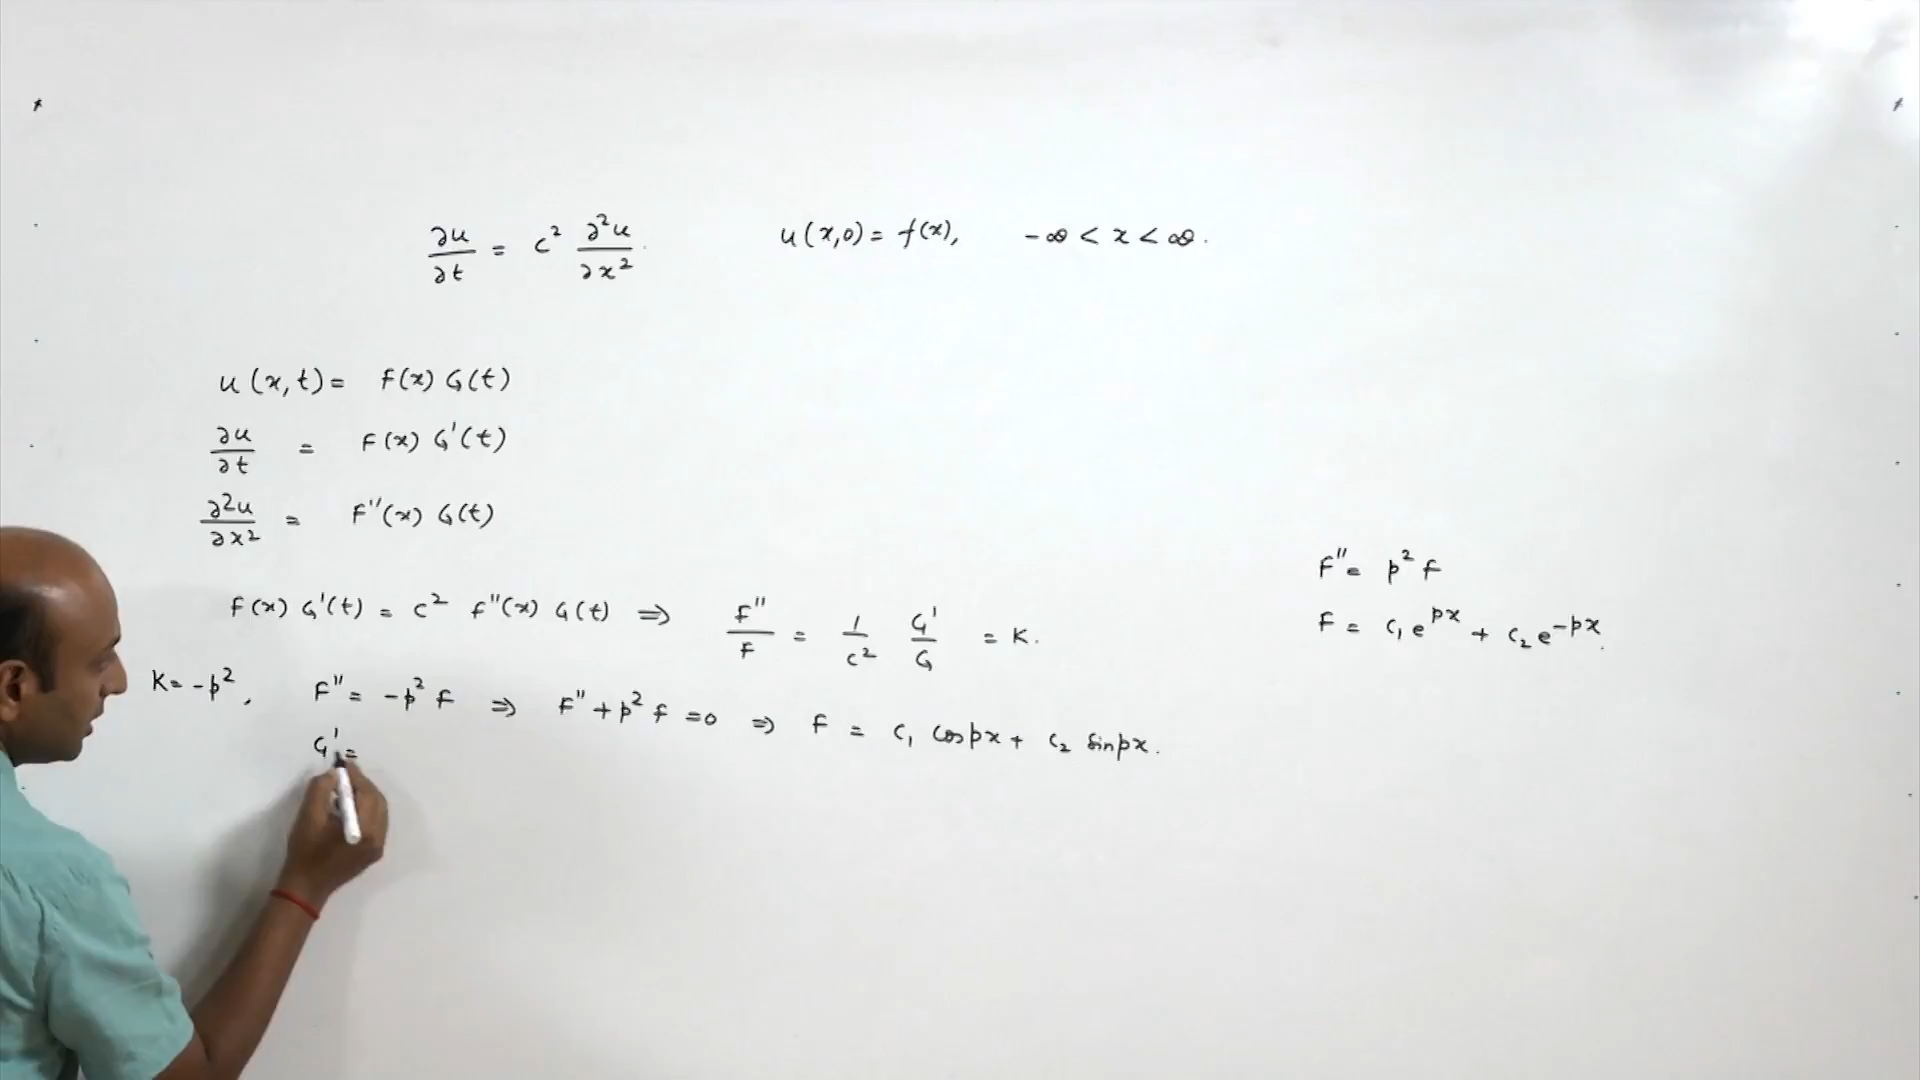 ∂u/∂t = c² ∂²u/∂x² u(x,0) = f(x), -∞ < x < ∞.
u(x,t) = F(x) G(t)
∂u/∂t = F(x) G'(t)
∂²u/∂x² = F''(x) G(t)
F(x) G'(t) = c² F''(x) G(t) ⇒ F''/F = 1/c² G'/G = K.
K = -p², F'' = -p² F ⇒ F'' + p² F = 0 ⇒ F = c₁ cos px + c₂ sin px.
G' =
F'' = p² F
F = c₁ e^{px} + c₂ e^{-px}.